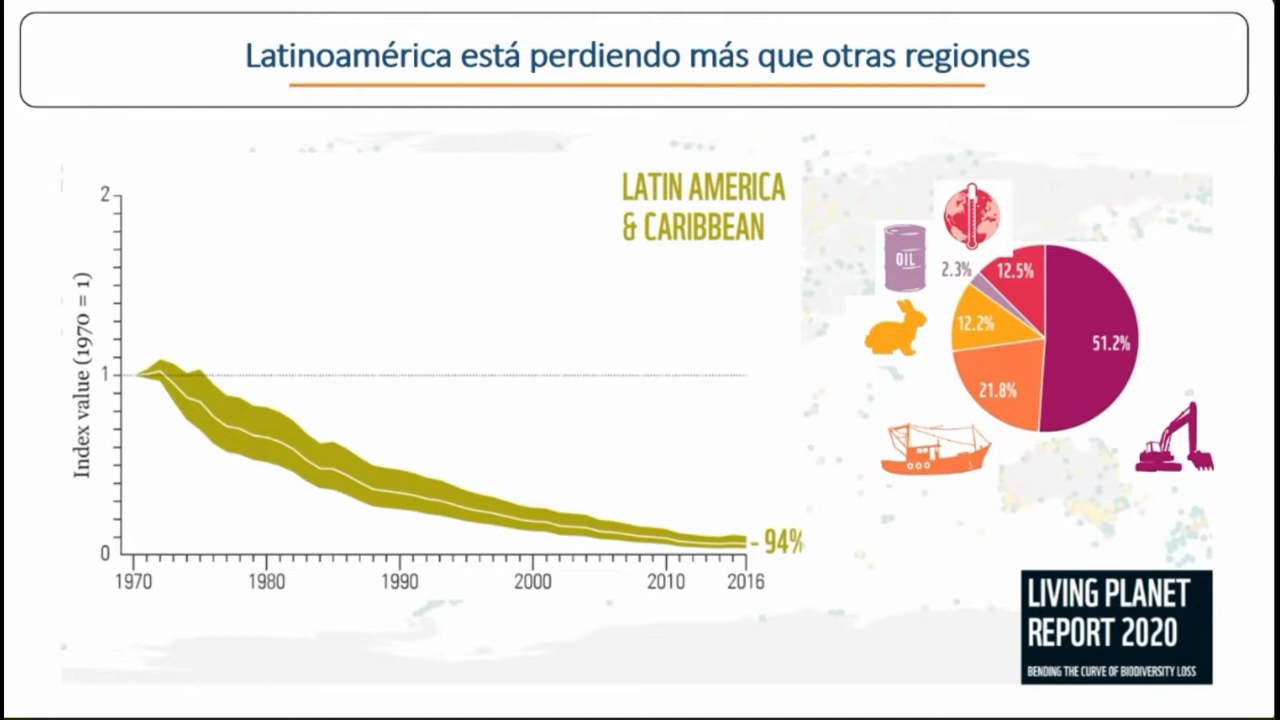 Latinoamérica está perdiendo más que otras regiones
LATIN AMERICA
& CARIBBEAN
Index value (1970 = 1)
2
1
0
1970
1980
1990
2000
2010
2016
- 94%
OIL
2.3%
12.5%
12.2%
51.2%
21.8%
LIVING PLANET
REPORT 2020
BENDING THE CURVE OF BIODIVERSITY LOSS